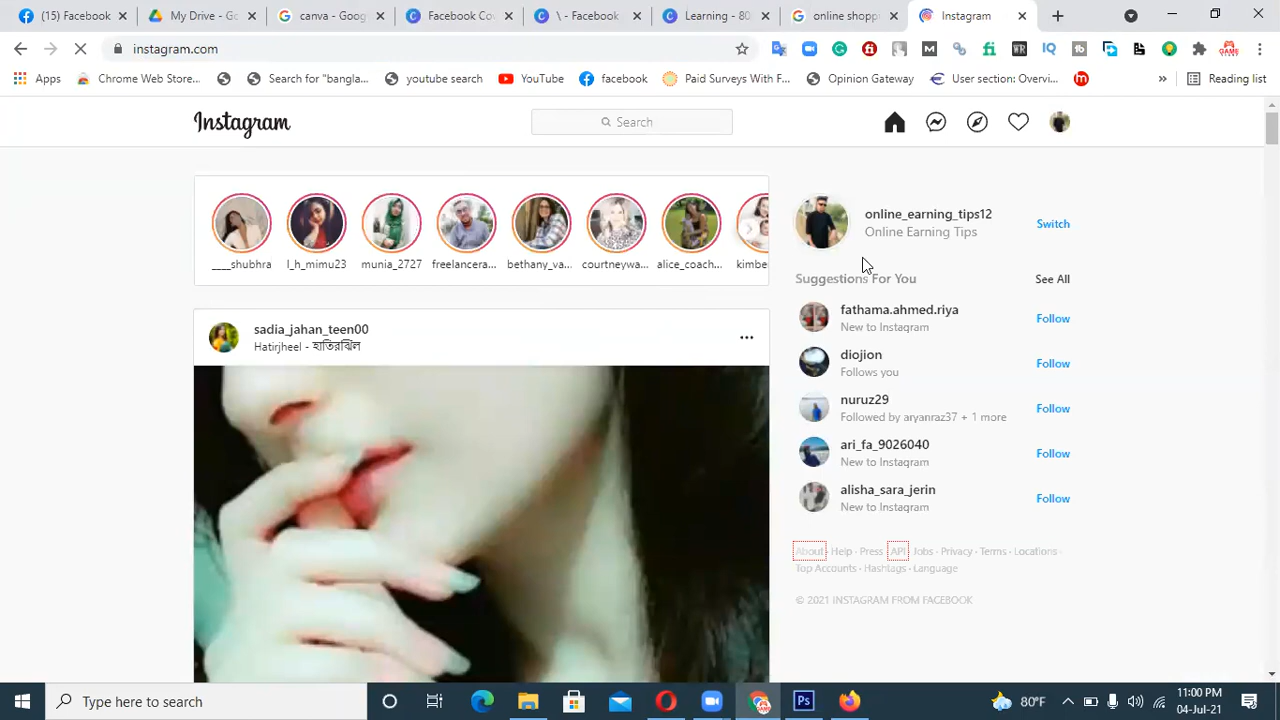 (1) Facebook
My Drive - Go
canva - Goog
Facebook Co
\ - Facebook
Learning - 80
online shopp
Instagram
instagram.com
Apps
Chrome Web Store...
Search for "bangla...
youtube.search
YouTube
facebook
Paid Surveys With F...
Opinion Gateway
User section: Overvi...
»
Reading list
Instagram
Search
____shubhra
l_h_mimu23
munia_2727
freelancera...
bethany_va...
courtneywa...
alice_coach...
kimbe
online_earning_tips12
Online Earning Tips
Switch
Suggestions For You
See All
fathama.ahmed.riya
New to Instagram
Follow
diojion
Follows you
Follow
nuruz29
Followed by aryanraz37 + 1 more
Follow
ari_fa_9026040
New to Instagram
Follow
alisha_sara_jerin
New to Instagram
Follow
sadia_jahan_teen00
Hatirjheel - হাতিরঝিল
About · Help · Press · API · Jobs · Privacy · Terms · Locations ·
Top Accounts · Hashtags · Language
© 2021 INSTAGRAM FROM FACEBOOK
Type here to search
Ps
80°F
11:00 PM
04-Jul-21